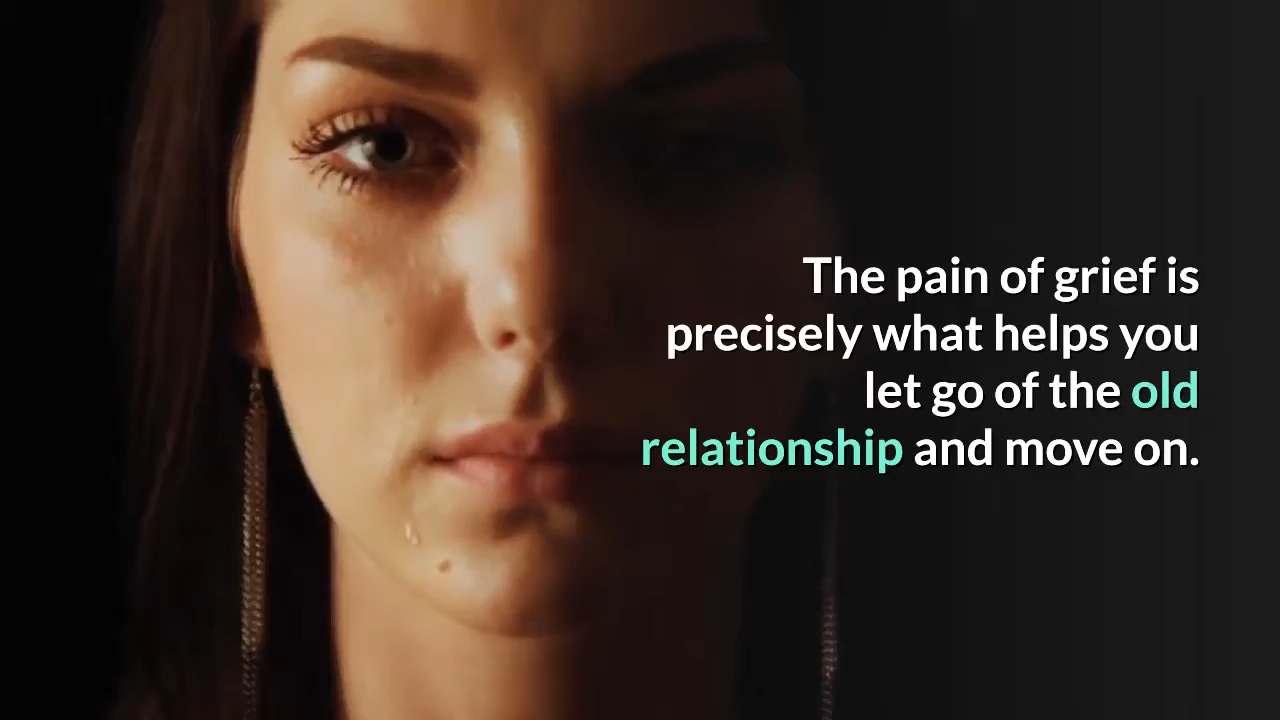 The pain of grief is
precisely what helps you
let go of the old
relationship and move on.